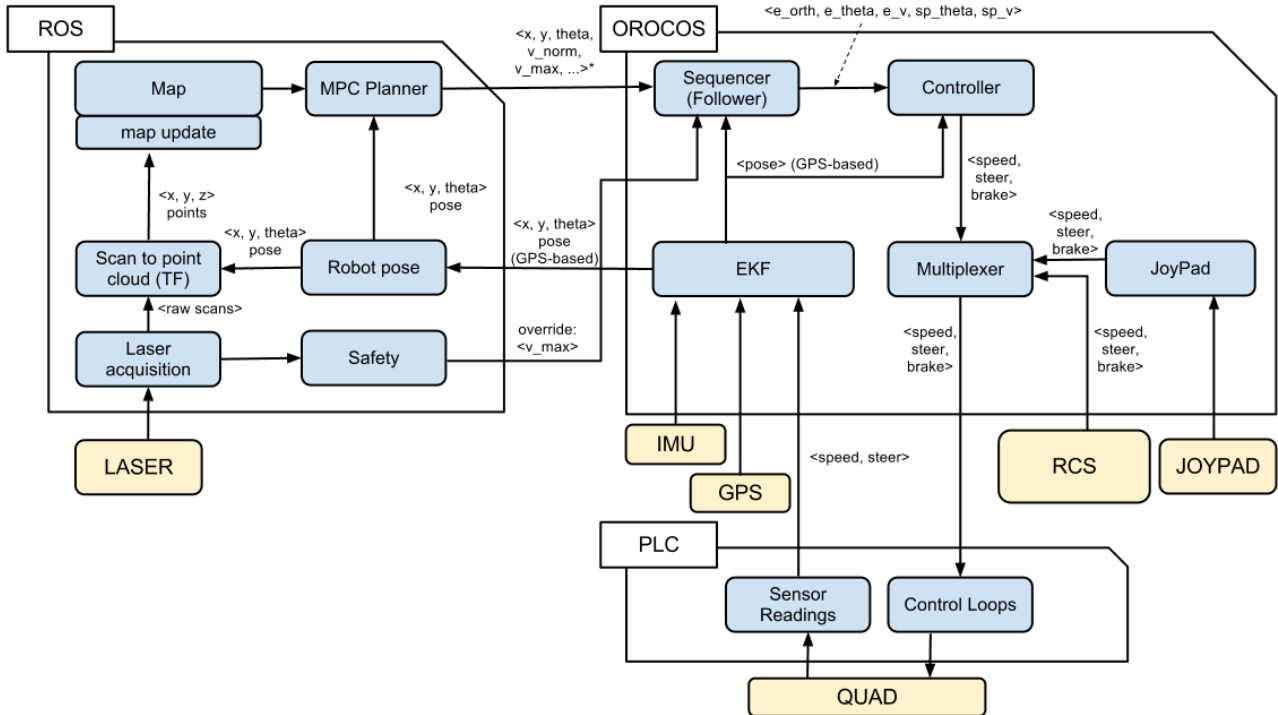 ROS
Map
map update
MPC Planner
<x, y, theta,
v_norm,
v_max, ...>*
<x, y, z>
points
<x, y, theta>
pose
<x, y, theta>
pose
Scan to point
cloud (TF)
Robot pose
<x, y, theta>
pose
(GPS-based)
<raw scans>
Laser
acquisition
Safety
override:
<v_max>
LASER
OROCOS
<e_orth, e_theta, e_v, sp_theta, sp_v>
Sequencer
(Follower)
Controller
<pose> (GPS-based)
<speed,
steer,
brake>
<speed,
steer,
brake>
EKF
Multiplexer
JoyPad
<speed,
steer,
brake>
<speed,
steer,
brake>
IMU
GPS
<speed, steer>
RCS
JOYPAD
PLC
Sensor
Readings
Control Loops
QUAD